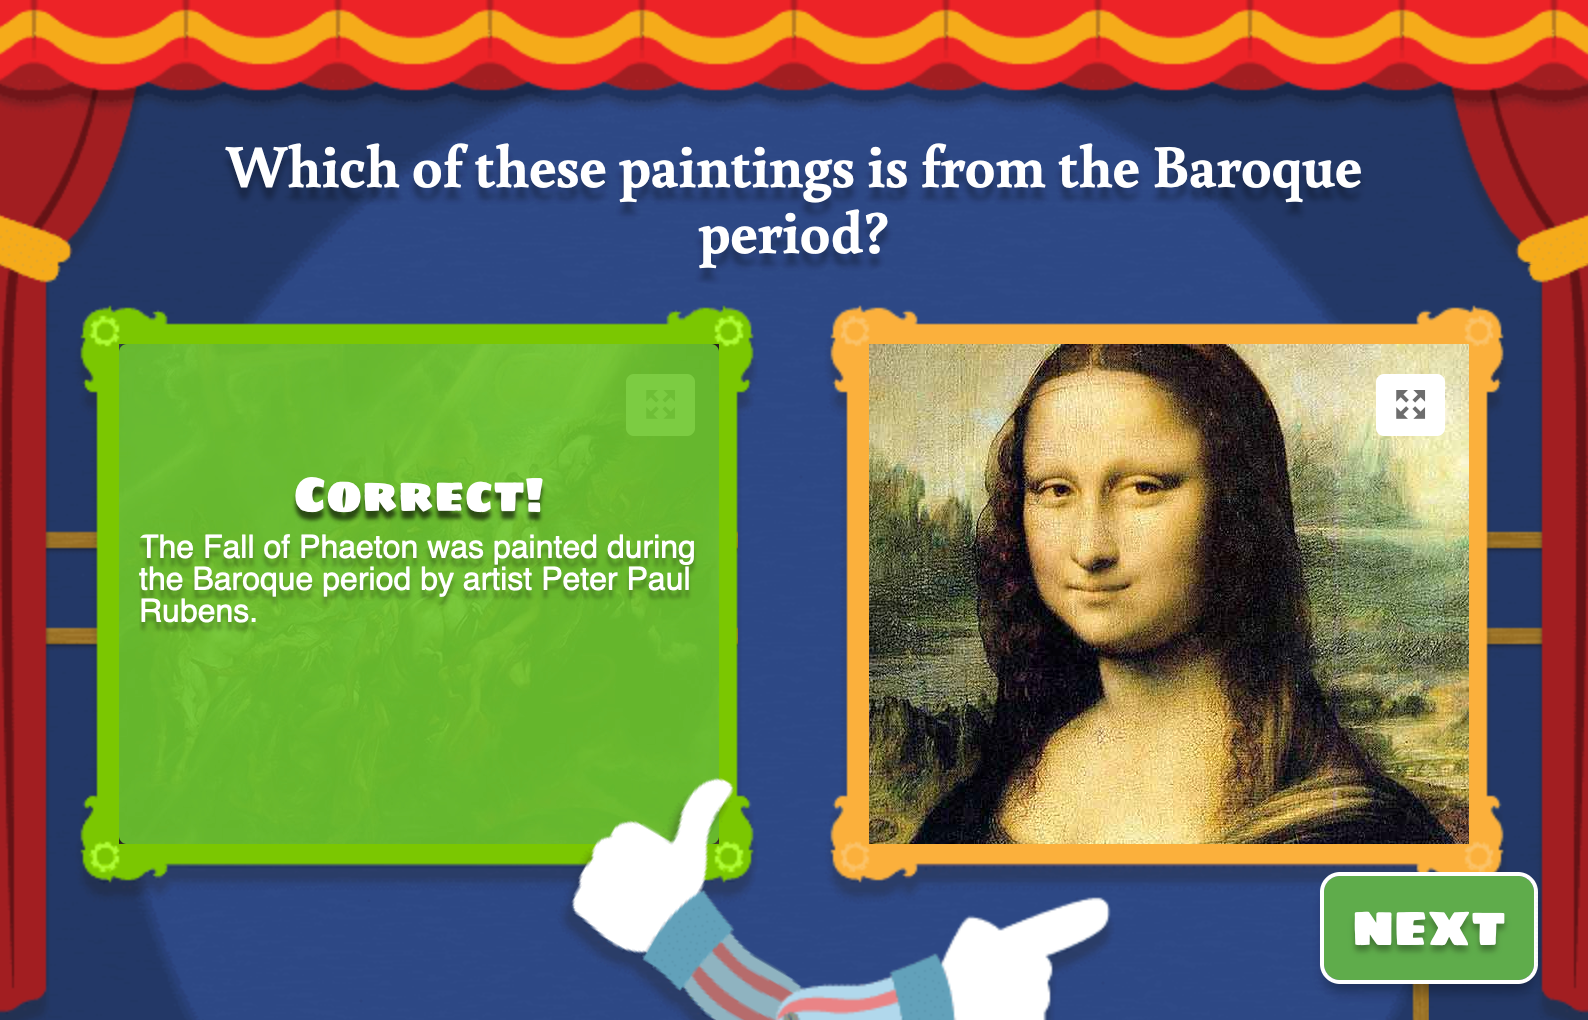 Which of these paintings is from the Baroque
period?
Correct!
The Fall of Phaeton was painted during
the Baroque period by artist Peter Paul
Rubens.
NEXT